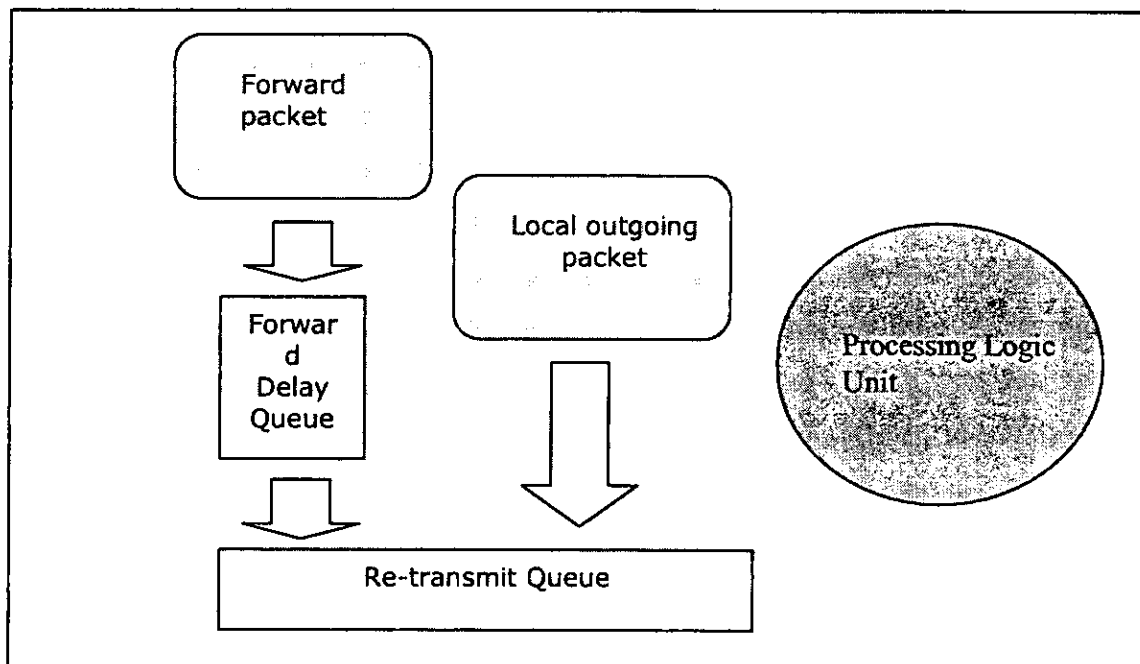 Forward
packet
Local outgoing
packet
Forwar
d
Delay
Queue
Processing Logic
Unit
Re-transmit Queue